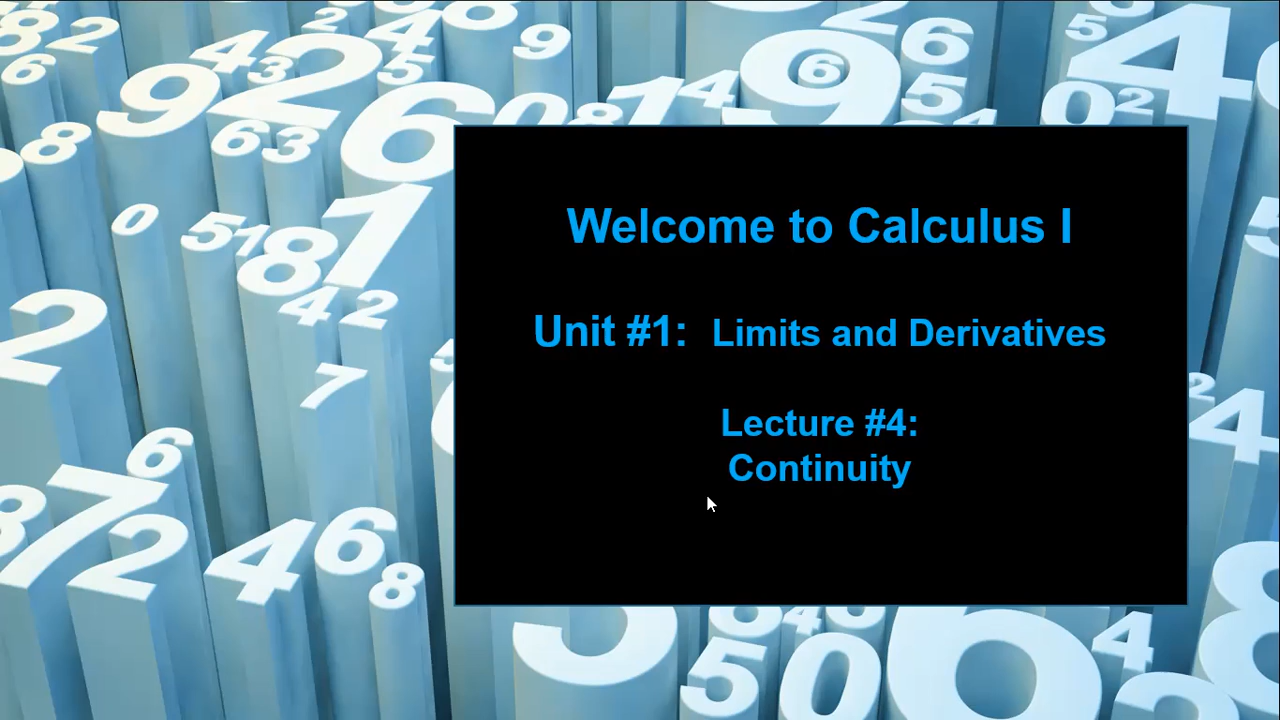 Welcome to Calculus I
Unit #1: Limits and Derivatives
Lecture #4:
Continuity